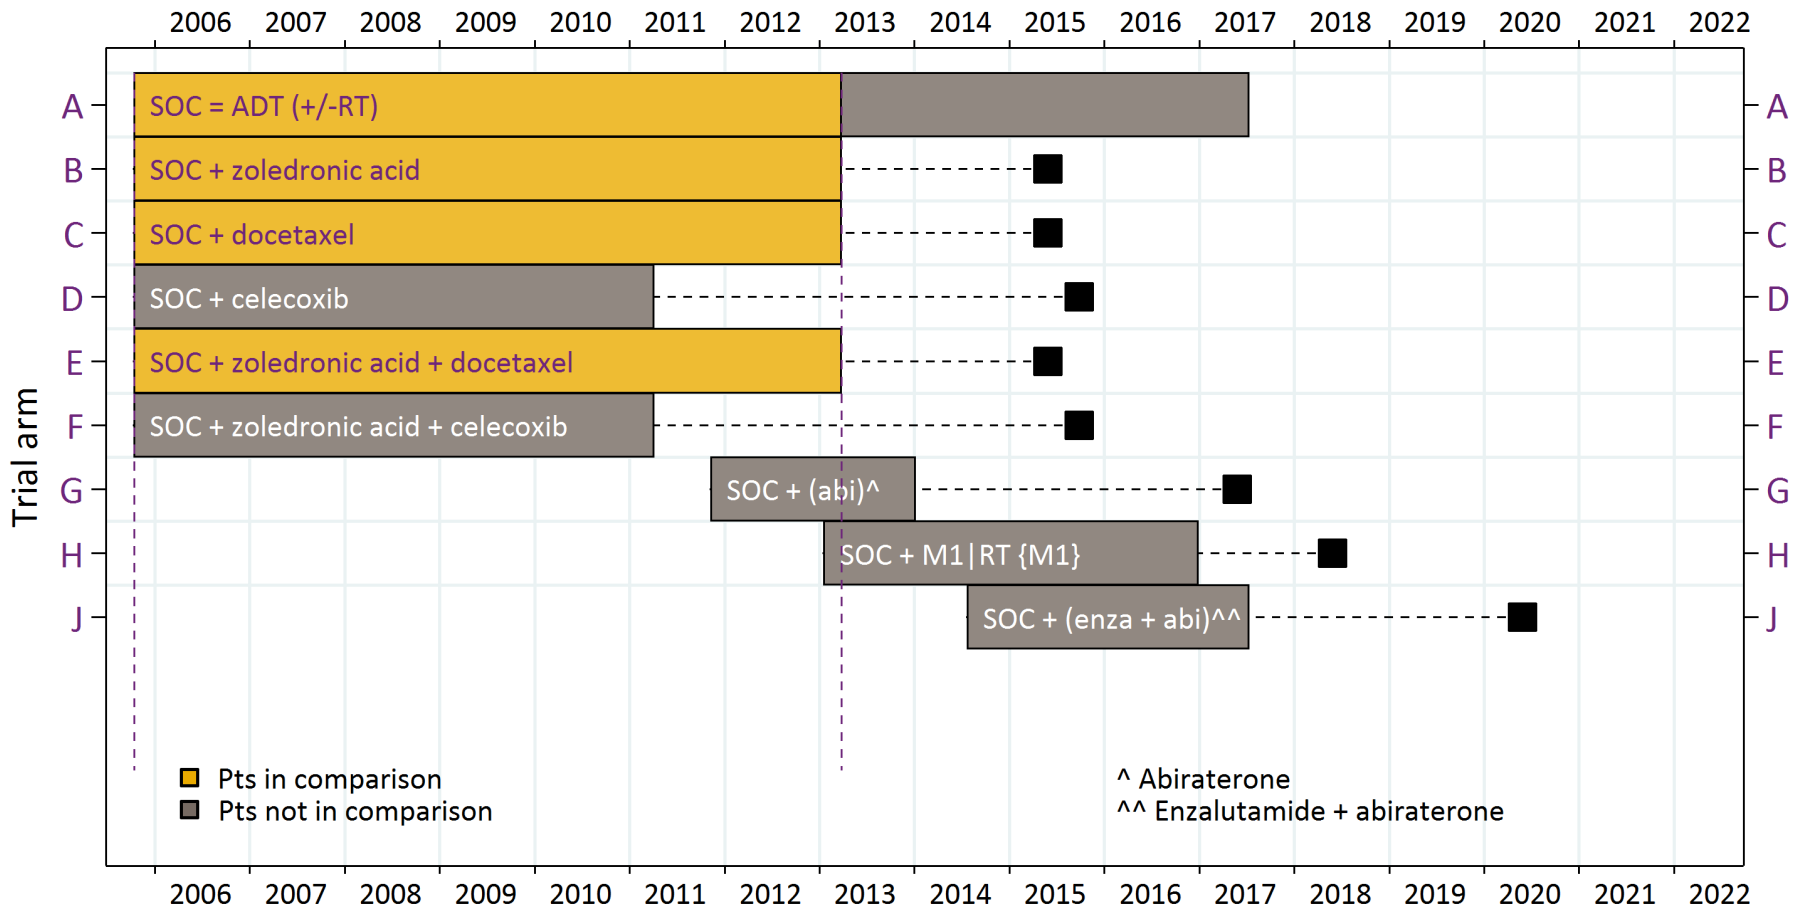 2006 2007 2008 2009 2010 2011 2012 2013 2014 2015 2016 2017 2018 2019 2020 2021 2022
A SOC = ADT (+/-RT) A
B SOC + zoledronic acid B
C SOC + docetaxel C
D SOC + celecoxib D
E SOC + zoledronic acid + docetaxel E
F SOC + zoledronic acid + celecoxib F
G SOC + (abi)^ G
H SOC + M1|RT {M1} H
J SOC + (enza + abi)^^ J
Trial arm
Pts in comparison
Pts not in comparison
^ Abiraterone
^^ Enzalutamide + abiraterone
2006 2007 2008 2009 2010 2011 2012 2013 2014 2015 2016 2017 2018 2019 2020 2021 2022